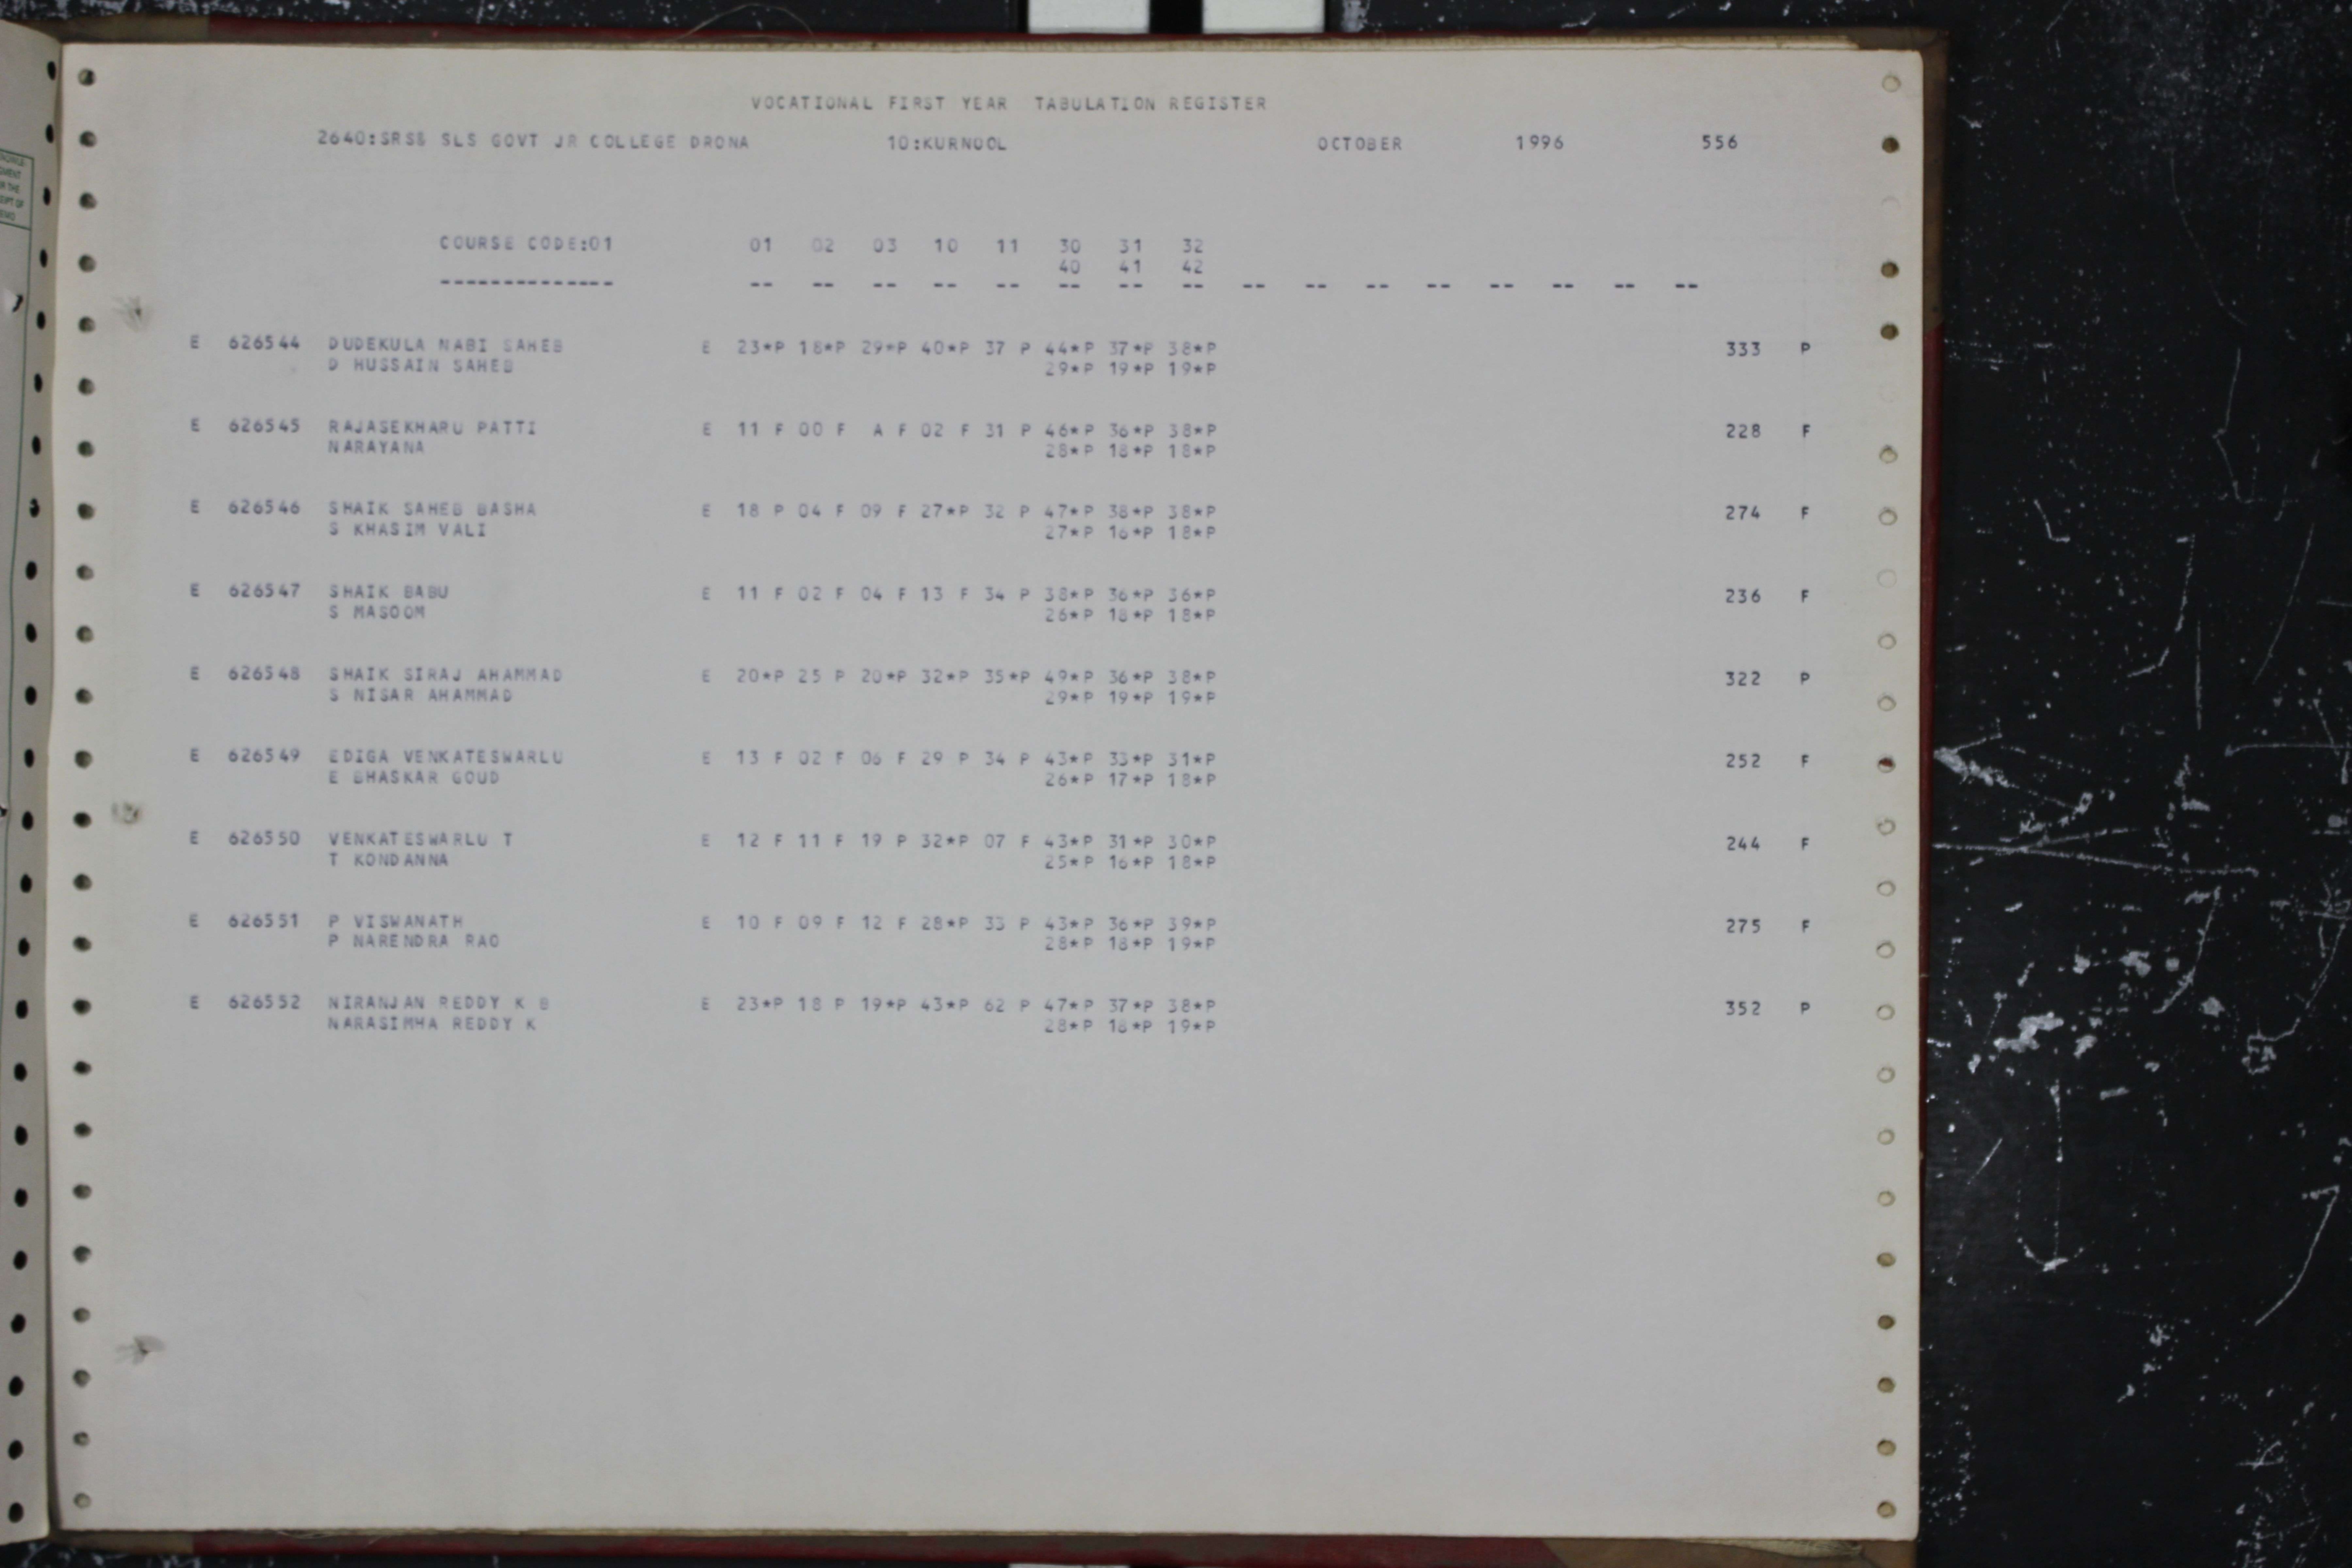 NOWLE-
GMENT
R THE
EIPT OF
EMO
VOCATIONAL FIRST YEAR TABULATION REGISTER
2640:SRS& SLS GOVT JR COLLEGE DRONA 10:KURNOOL OCTOBER 1996 556
COURSE CODE:01 01 02 03 10 11 30 31 32
40 41 42
-------------- -- -- -- -- -- -- -- -- -- -- -- -- -- -- -- --
E 626544 DUDEKULA NABI SAHEB E 23*P 18*P 29*P 40*P 37 P 44*P 37*P 38*P 333 P
D HUSSAIN SAHEB 29*P 19*P 19*P
E 626545 RAJASEKHARU PATTI E 11 F 00 F A F 02 F 31 P 46*P 36*P 38*P 228 F
NARAYANA 28*P 18*P 18*P
E 626546 SHAIK SAHEB BASHA E 18 P 04 F 09 F 27*P 32 P 47*P 38*P 38*P 274 F
S KHASIM VALI 27*P 16*P 18*P
E 626547 SHAIK BABU E 11 F 02 F 04 F 13 F 34 P 38*P 36*P 36*P 236 F
S MASOOM 26*P 18*P 18*P
E 626548 SHAIK SIRAJ AHAMMAD E 20*P 25 P 20*P 32*P 35*P 49*P 36*P 38*P 322 P
S NISAR AHAMMAD 29*P 19*P 19*P
E 626549 EDIGA VENKATESWARLU E 13 F 02 F 06 F 29 P 34 P 43*P 33*P 31*P 252 F
E BHASKAR GOUD 26*P 17*P 18*P
E 626550 VENKATESWARLU T E 12 F 11 F 19 P 32*P 07 F 43*P 31*P 30*P 244 F
T KONDANNA 25*P 16*P 18*P
E 626551 P VISWANATH E 10 F 09 F 12 F 28*P 33 P 43*P 36*P 39*P 275 F
P NARENDRA RAO 28*P 18*P 19*P
E 626552 NIRANJAN REDDY K B E 23*P 18 P 19*P 43*P 62 P 47*P 37*P 38*P 352 P
NARASIMHA REDDY K 28*P 18*P 19*P